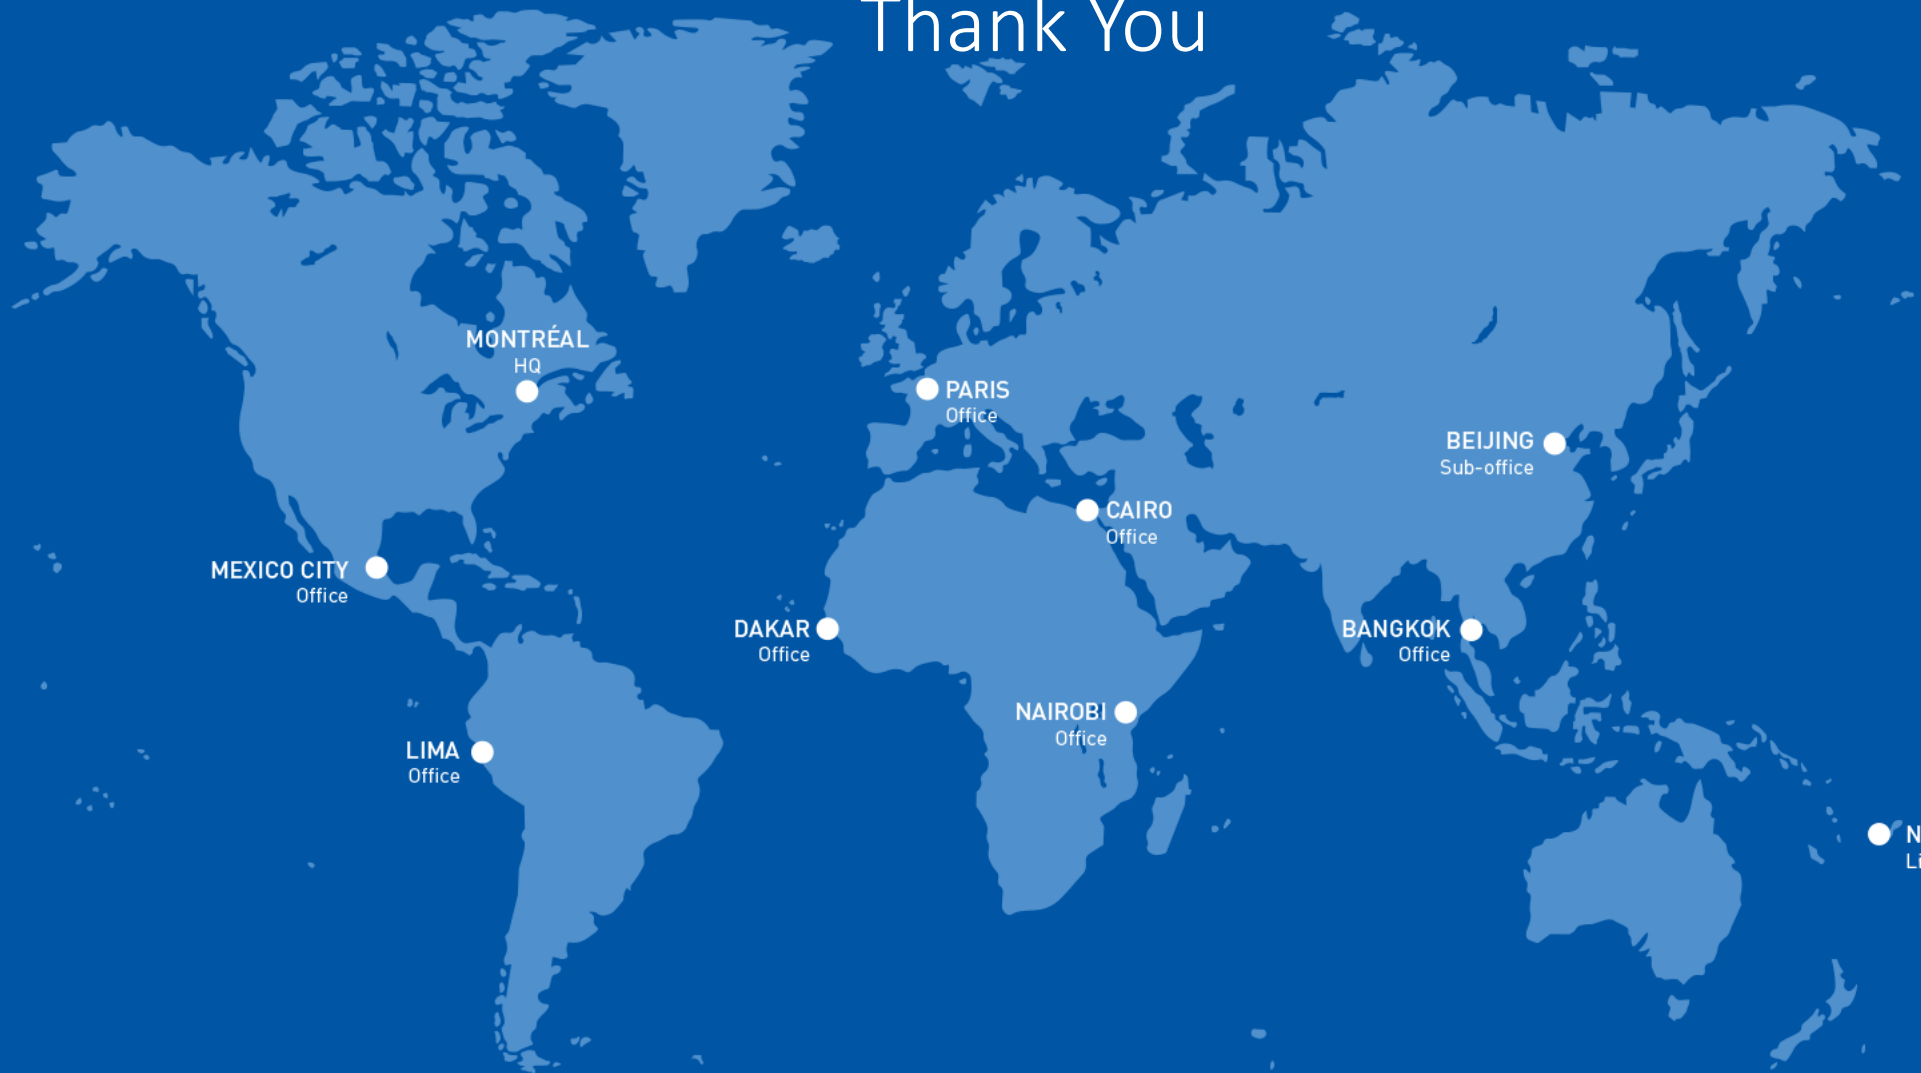 Thank You
MONTRÉAL
HQ
PARIS
Office
BEIJING
Sub-office
CAIRO
Office
MEXICO CITY
Office
DAKAR
Office
BANGKOK
Office
NAIROBI
Office
LIMA
Office
N
Li